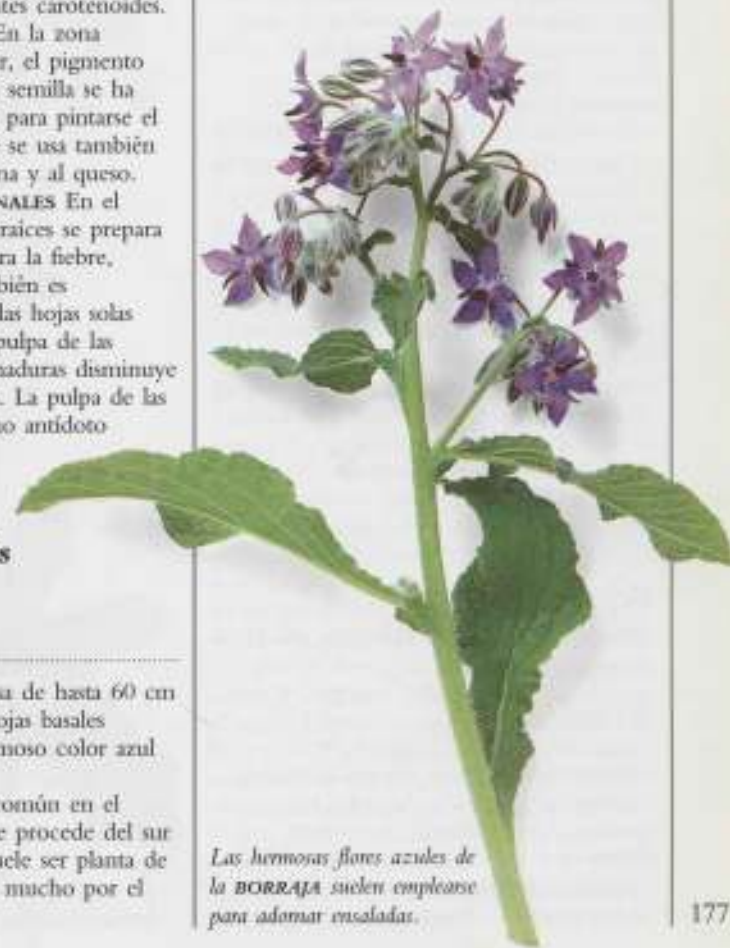 tes carotenoides.
En la zona
r, el pigmento
semilla se ha
para pintarse el
se usa también
na y al queso.
NALES En el
raíces se prepara
ra la fiebre,
bién es
las hojas solas
pulpa de las
naduras disminuye
. La pulpa de las
o antídoto
s
a de hasta 60 cm
ojas basales
moso color azul
omún en el
e procede del sur
uele ser planta de
mucho por el
Las hermosas flores azules de
la BORRAJA suelen emplearse
para adornar ensaladas.
177